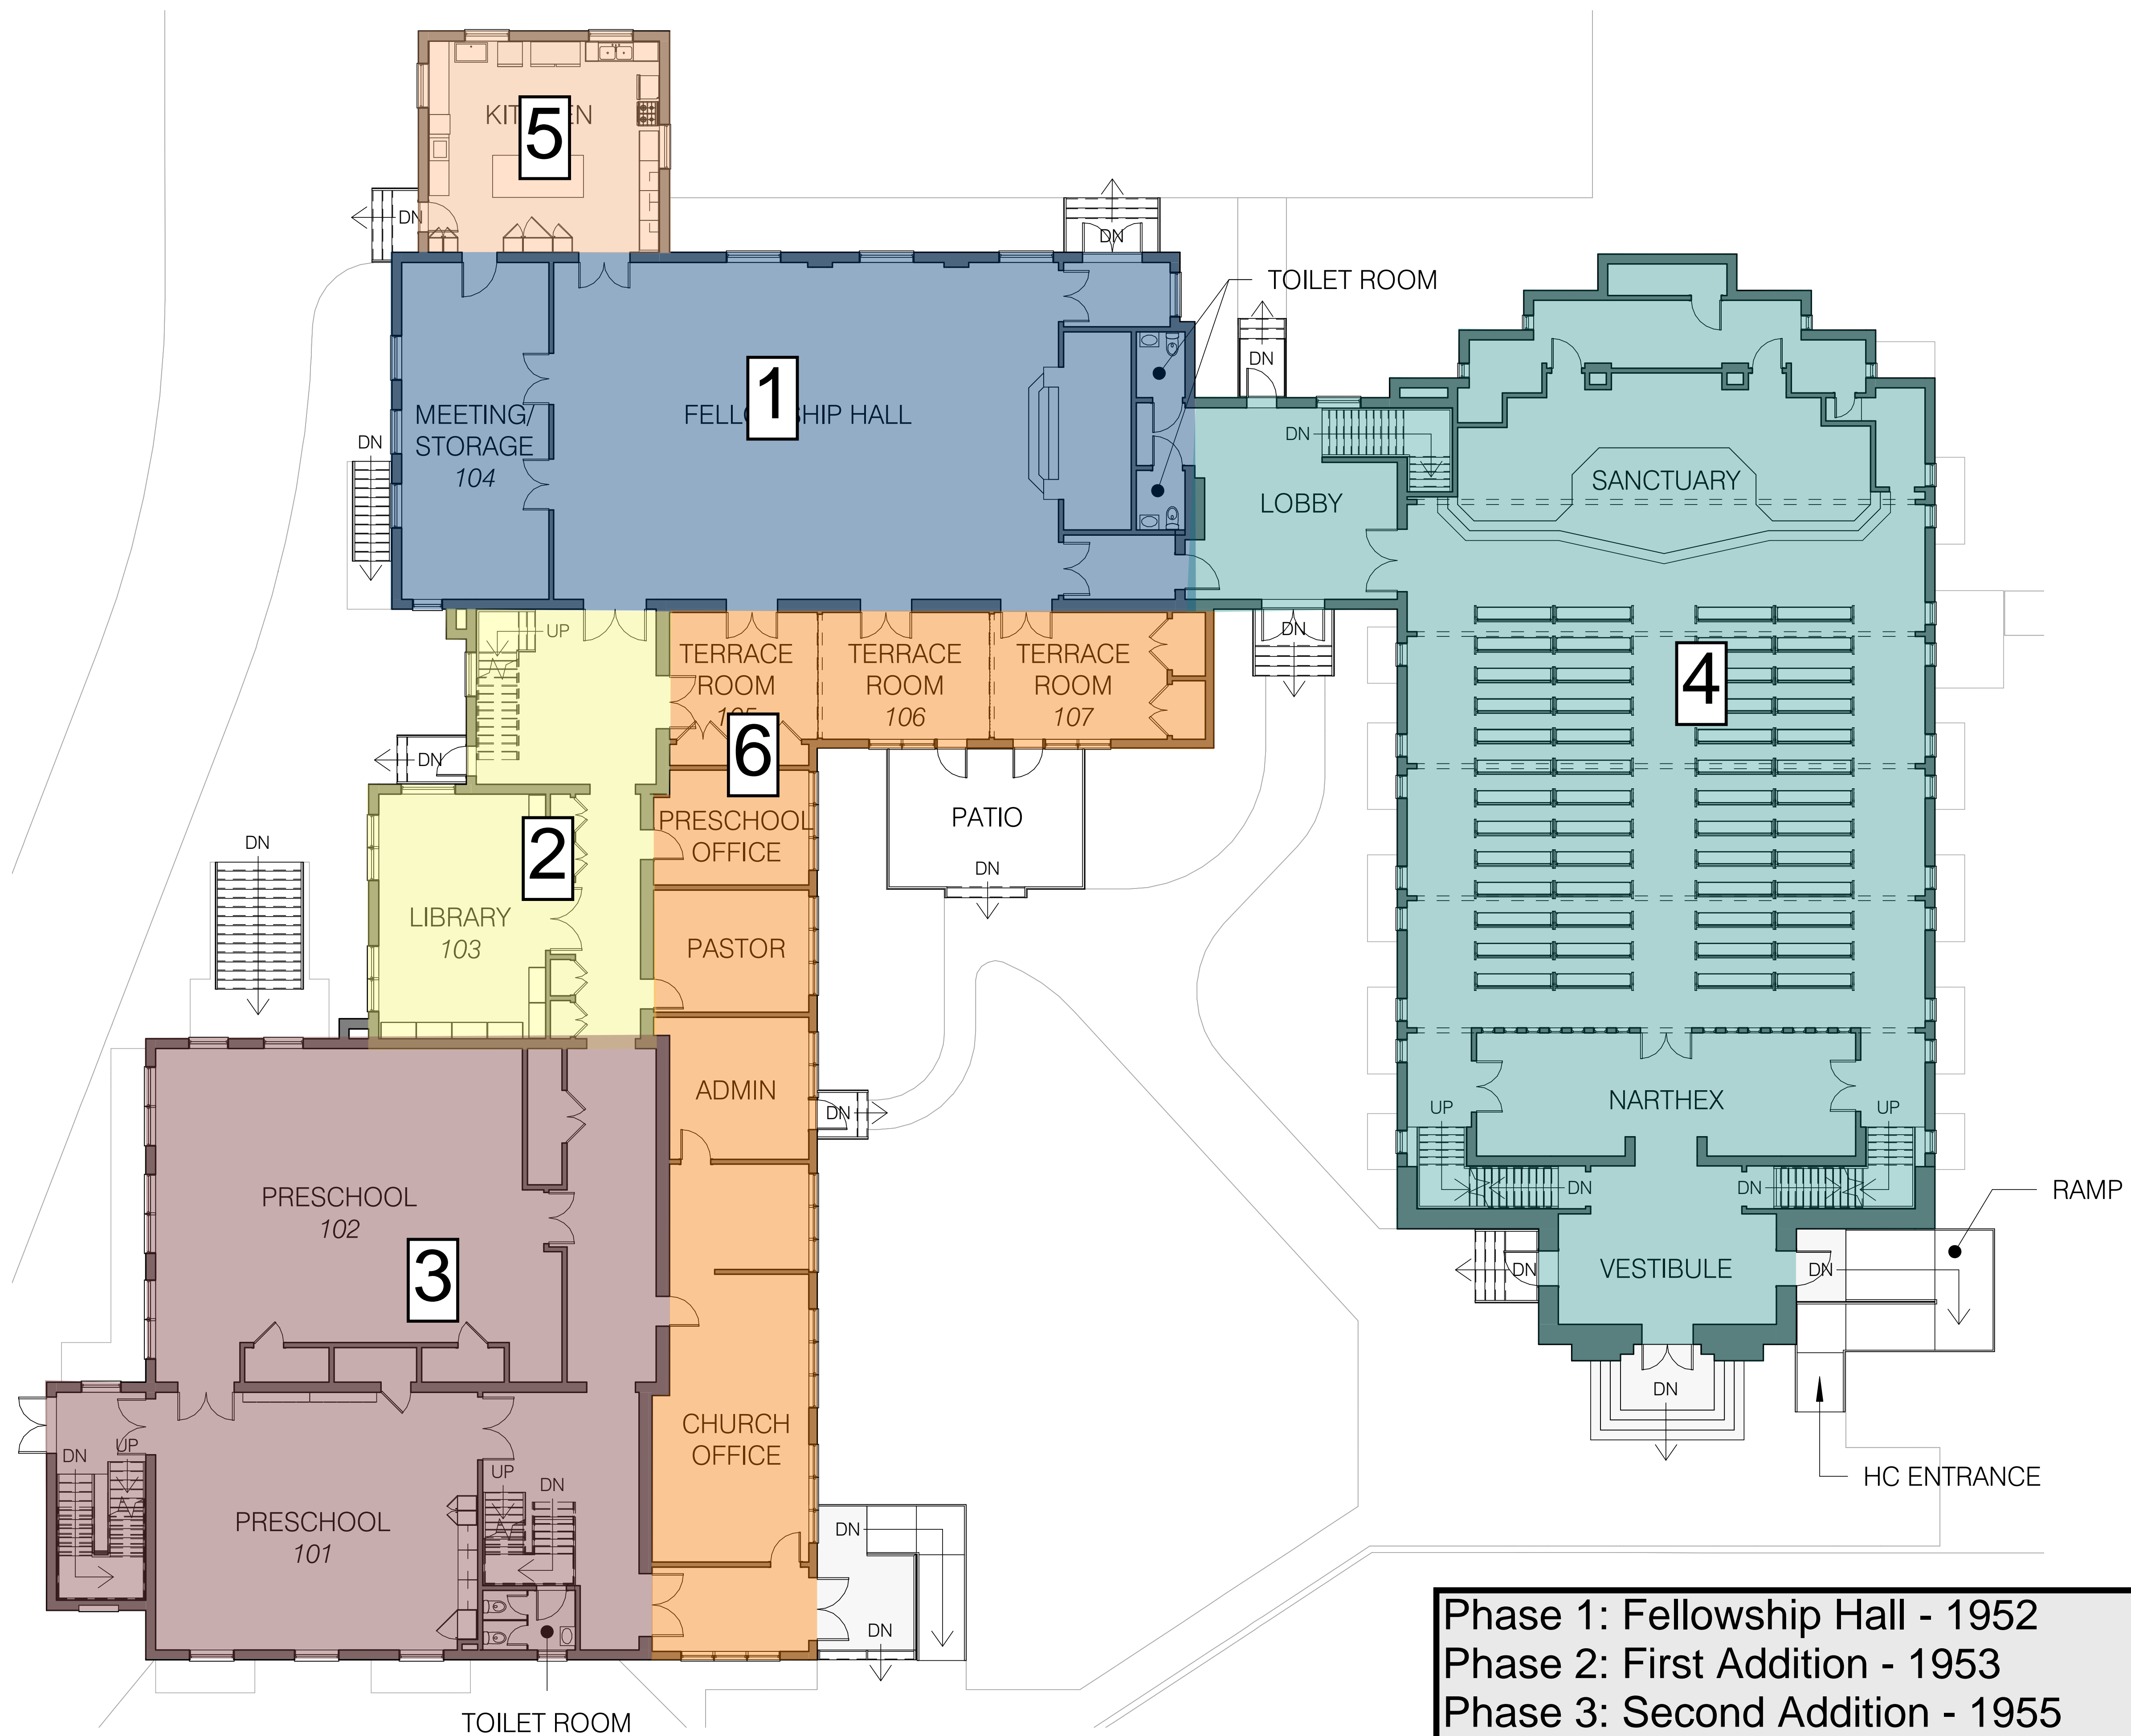 KITCHEN
5
DN
DN
TOILET ROOM
DN
1
MEETING/
STORAGE
104
FELLOWSHIP HALL
DN
DN
LOBBY
SANCTUARY
UP
TERRACE
ROOM
105
TERRACE
ROOM
106
TERRACE
ROOM
107
DN
4
6
DN
PRESCHOOL
OFFICE
PATIO
DN
DN
2
LIBRARY
103
PASTOR
ADMIN
DN
NARTHEX
UP
UP
DN
DN
RAMP
PRESCHOOL
102
3
VESTIBULE
DN
DN
DN
HC ENTRANCE
CHURCH
OFFICE
DN
UP
UP
DN
PRESCHOOL
101
DN
DN
TOILET ROOM
Phase 1: Fellowship Hall - 1952
Phase 2: First Addition - 1953
Phase 3: Second Addition - 1955